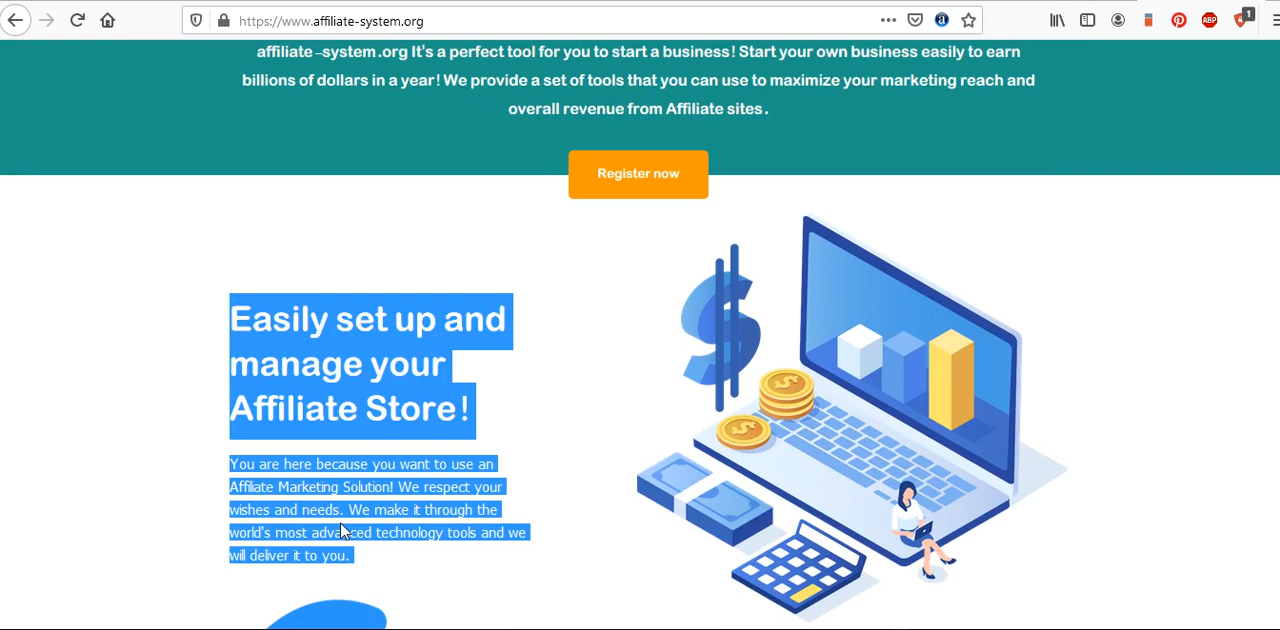 https://www.affiliate-system.org
ABP
1
affiliate-system.org It's a perfect tool for you to start a business! Start your own business easily to earn
billions of dollars in a year! We provide a set of tools that you can use to maximize your marketing reach and
overall revenue from Affiliate sites.
Register now
Easily set up and
manage your
Affiliate Store!
You are here because you want to use an
Affiliate Marketing Solution! We respect your
wishes and needs. We make it through the
world's most advanced technology tools and we
will deliver it to you.